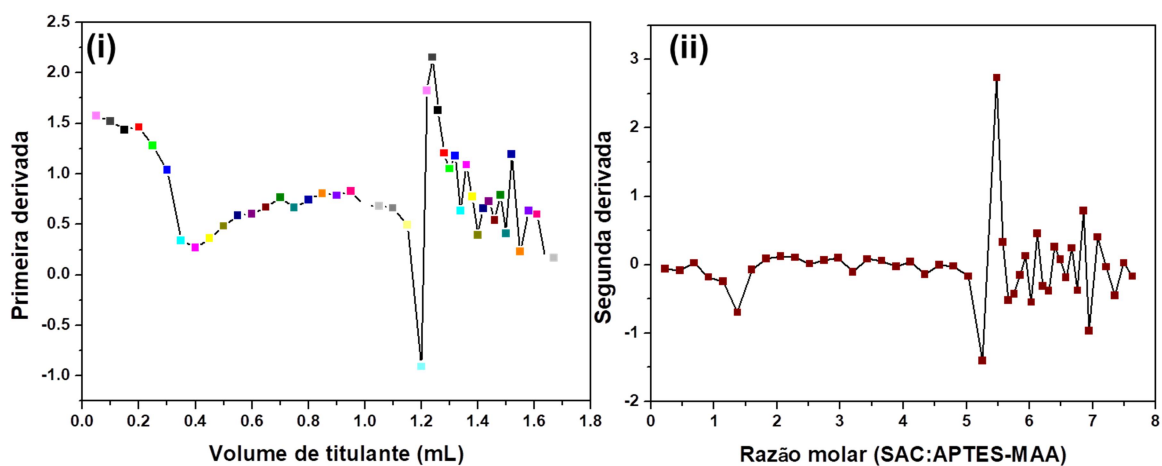 (i)
Primeira derivada
2.5
2.0
1.5
1.0
0.5
0.0
-0.5
-1.0
0.0 0.2 0.4 0.6 0.8 1.0 1.2 1.4 1.6 1.8
Volume de titulante (mL)
(ii)
Segunda derivada
3
2
1
0
-1
-2
0 1 2 3 4 5 6 7 8
Razão molar (SAC:APTES-MAA)